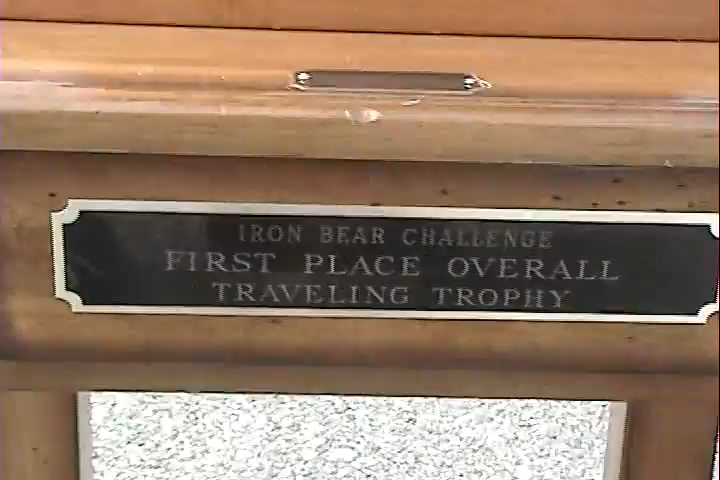 IRON BEAR CHALLENGE
FIRST PLACE OVERALL
TRAVELING TROPHY